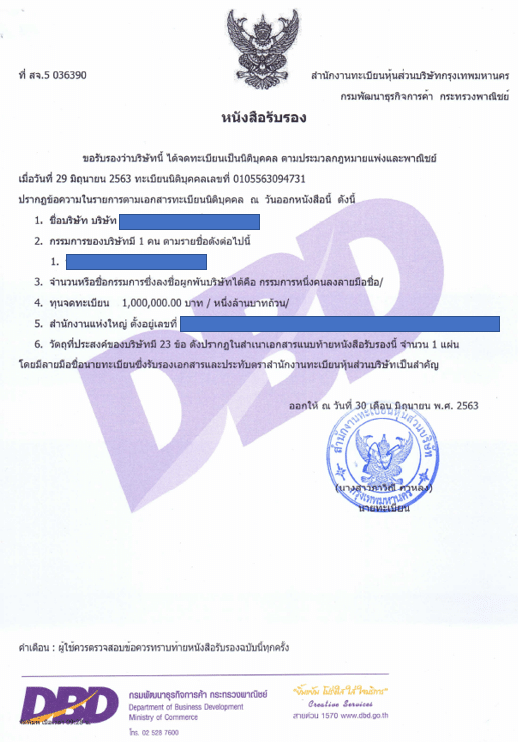 ที่ สจ.5 036390
สำนักงานทะเบียนหุ้นส่วนบริษัทกรุงเทพมหานคร
กรมพัฒนาธุรกิจการค้า กระทรวงพาณิชย์
หนังสือรับรอง
ขอรับรองว่าบริษัทนี้ ได้จดทะเบียนเป็นนิติบุคคล ตามประมวลกฎหมายแพ่งและพาณิชย์
เมื่อวันที่ 29 มิถุนายน 2563 ทะเบียนนิติบุคคลเลขที่ 0105563094731
ปรากฏข้อความในรายการตามเอกสารทะเบียนนิติบุคคล ณ วันออกหนังสือนี้ ดังนี้
1. ชื่อบริษัท บริษัท
2. กรรมการของบริษัทมี 1 คน ตามรายชื่อดังต่อไปนี้
1.
3. จำนวนหรือชื่อกรรมการซึ่งลงชื่อผูกพันบริษัทได้คือ กรรมการหนึ่งคนลงลายมือชื่อ/
4. ทุนจดทะเบียน 1,000,000.00 บาท / หนึ่งล้านบาทถ้วน/
5. สำนักงานแห่งใหญ่ ตั้งอยู่เลขที่
6. วัตถุที่ประสงค์ของบริษัทมี 23 ข้อ ดังปรากฏในสำเนาเอกสารแนบท้ายหนังสือรับรองนี้ จำนวน 1 แผ่น
โดยมีลายมือชื่อนายทะเบียนซึ่งรับรองเอกสารและประทับตราสำนักงานทะเบียนหุ้นส่วนบริษัทเป็นสำคัญ
DBD
ออกให้ ณ วันที่ 30 เดือน มิถุนายน พ.ศ. 2563
สำนักงานทะเบียนหุ้นส่วนบริษัท
กรุงเทพมหานคร
นายทะเบียน
คำเตือน : ผู้ใช้ควรตรวจสอบข้อควรทราบท้ายหนังสือรับรองฉบับนี้ทุกครั้ง
DBD
กรมพัฒนาธุรกิจการค้า กระทรวงพาณิชย์
Department of Business Development
Ministry of Commerce
โทร. 02 528 7600
Creative Services
สายด่วน 1570 www.dbd.go.th